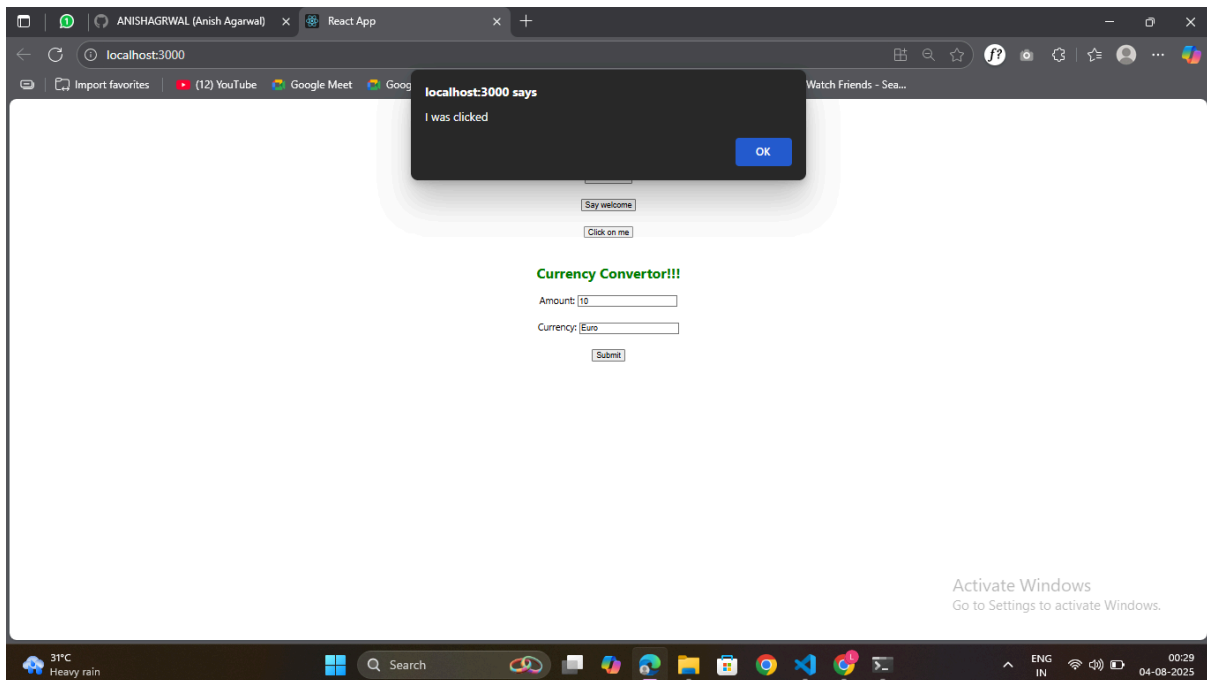 1
ANISHAGRWAL (Anish Agarwal)
React App
localhost:3000
f?
Import favorites
(12) YouTube
Google Meet
Goog
Watch Friends - Sea...
localhost:3000 says
I was clicked
OK
Say welcome
Click on me
Currency Convertor!!!
Amount: 10
Currency: Euro
Submit
Activate Windows
Go to Settings to activate Windows.
31°C
Heavy rain
Search
L
ENG
IN
00:29
04-08-2025